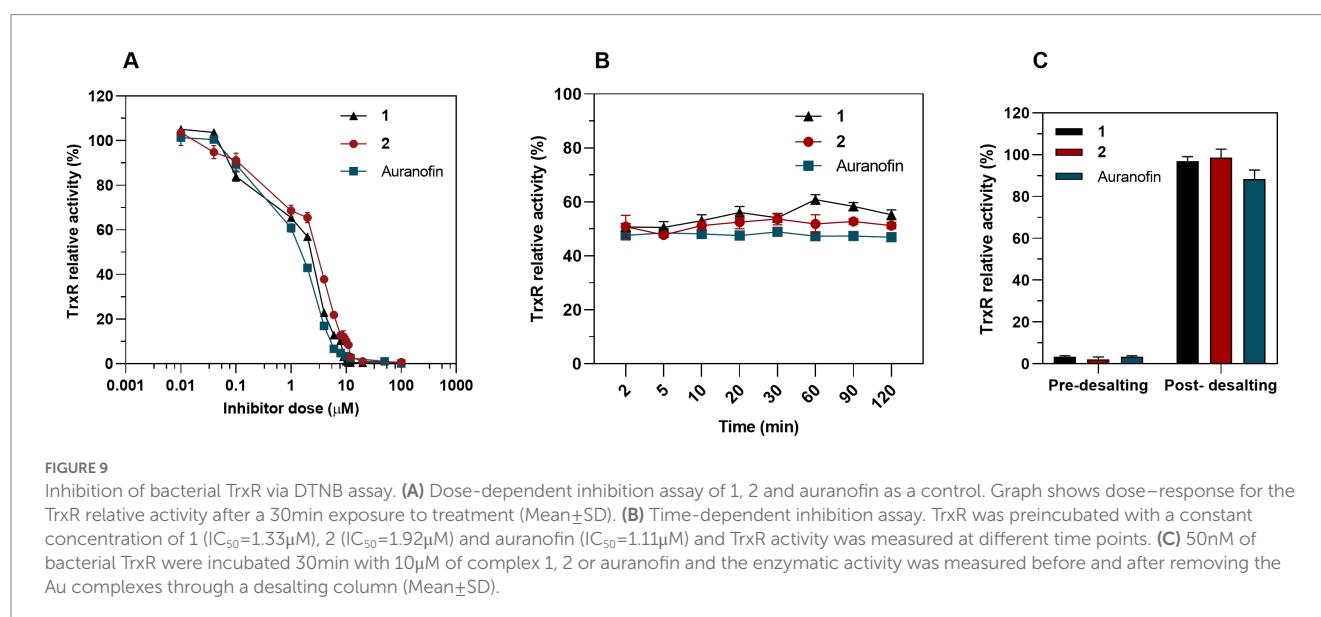 A
120
100
80
60
40
20
0
0.001 0.01 0.1 1 10 100 1000
TrxR relative activity (%)
Inhibitor dose (μM)
1
2
Auranofin
B
100
80
60
40
20
0
2 5 10 20 30 60 90 120
TrxR relative activity (%)
Time (min)
1
2
Auranofin
C
120
100
80
60
40
20
0
Pre-desalting Post- desalting
TrxR relative activity (%)
1
2
Auranofin
FIGURE 9
Inhibition of bacterial TrxR via DTNB assay. (A) Dose-dependent inhibition assay of 1, 2 and auranofin as a control. Graph shows dose–response for the
TrxR relative activity after a 30min exposure to treatment (Mean±SD). (B) Time-dependent inhibition assay. TrxR was preincubated with a constant
concentration of 1 (IC50=1.33μM), 2 (IC50=1.92μM) and auranofin (IC50=1.11μM) and TrxR activity was measured at different time points. (C) 50nM of
bacterial TrxR were incubated 30min with 10μM of complex 1, 2 or auranofin and the enzymatic activity was measured before and after removing the
Au complexes through a desalting column (Mean±SD).